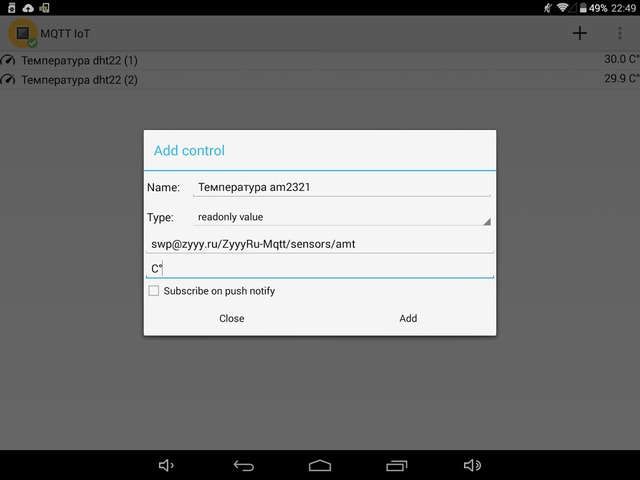 49% 22:49
MQTT IoT
Температура dht22 (1) 30.0 C°
Температура dht22 (2) 29.9 C°
Add control
Name: Температура am2321
Type: readonly value
swp@zyyy.ru/ZyyyRu-Mqtt/sensors/amt
C°
Subscribe on push notify
Close Add